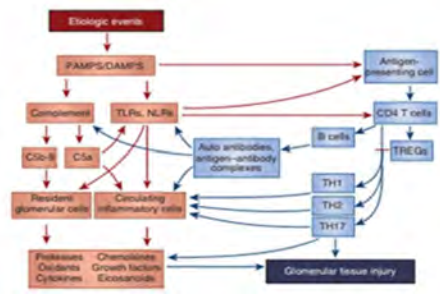 Etiologic events
PAMPS/DAMPS
Antigen-
presenting cell
Complement
TLRs, NLRs
CD4 T cells
B cells
Auto antibodies,
antigen-antibody
complexes
TREGs
C5b-9
C5a
TH1
Resident
glomerular cells
Circulating
inflammatory cells
TH2
TH17
Proteases
Oxidants
Cytokines
Chemokines
Growth factors
Eicosanoids
Glomerular tissue injury